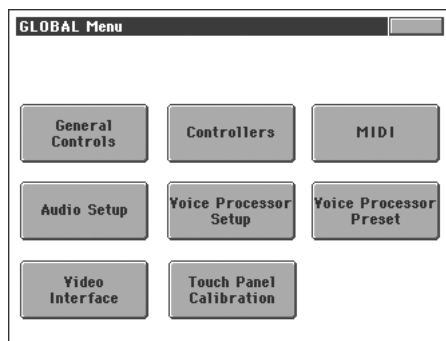 GLOBAL Menu
General
Controls
Controllers
MIDI
Audio Setup
Voice Processor
Setup
Voice Processor
Preset
Video
Interface
Touch Panel
Calibration